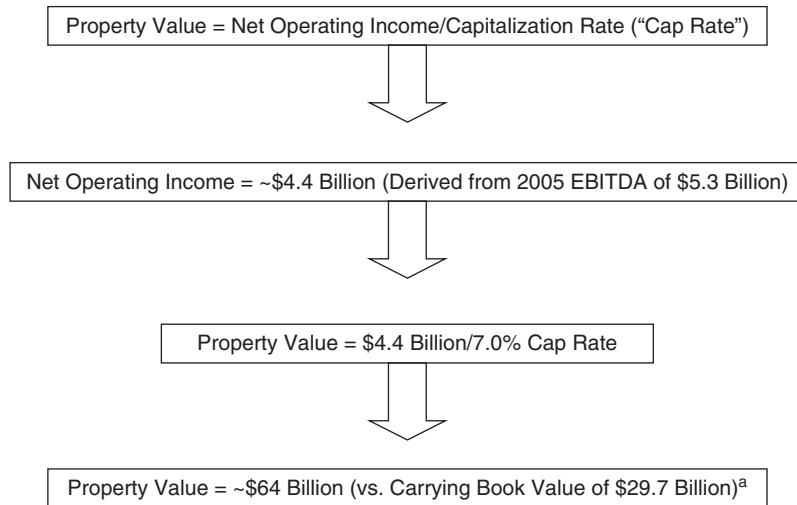 Property Value = Net Operating Income/Capitalization Rate (“Cap Rate”)
Net Operating Income = ~$4.4 Billion (Derived from 2005 EBITDA of $5.3 Billion)
Property Value = $4.4 Billion/7.0% Cap Rate
Property Value = ~$64 Billion (vs. Carrying Book Value of $29.7 Billion)ᵃ